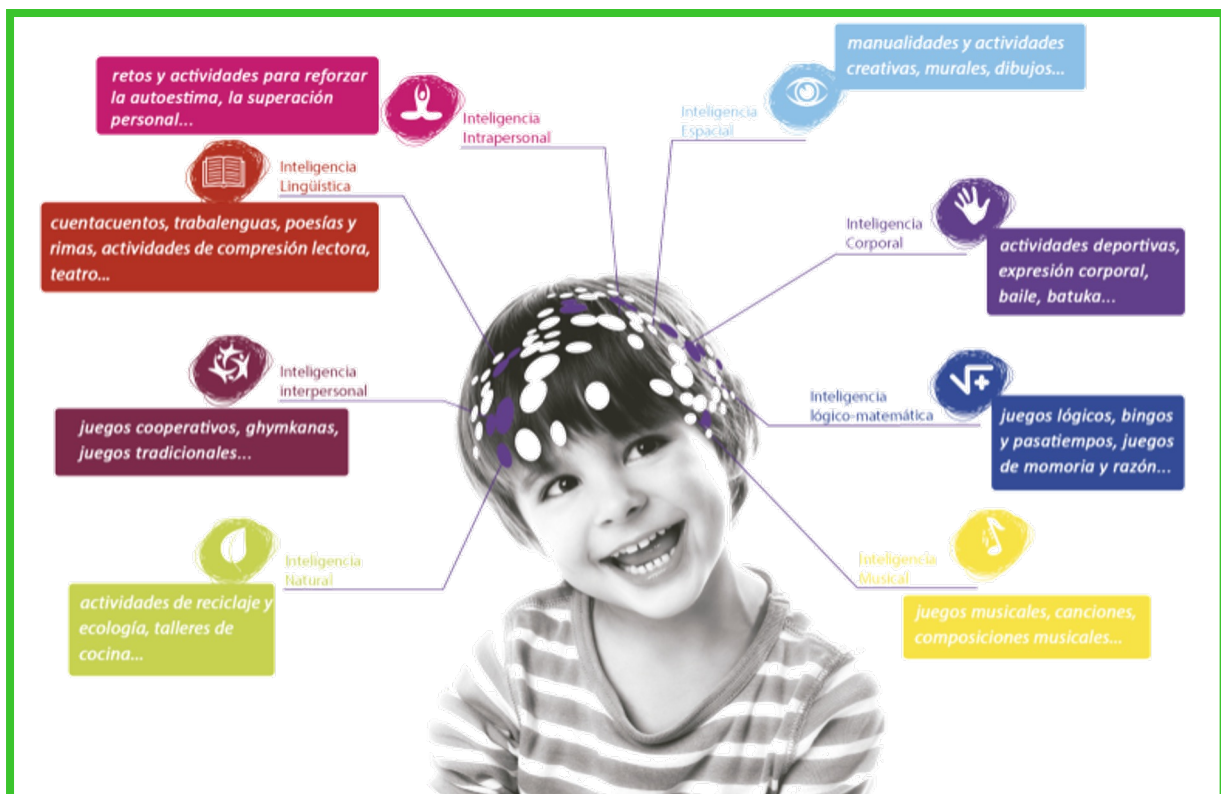 retos y actividades para reforzar
la autoestima, la superación
personal...
Inteligencia
Intrapersonal
Inteligencia
Lingüística
cuentacuentos, trabalenguas, poesías y
rimas, actividades de compresión lectora,
teatro...
Inteligencia
interpersonal
juegos cooperativos, ghymkanas,
juegos tradicionales...
Inteligencia
Natural
actividades de reciclaje y
ecología, talleres de
cocina...
manualidades y actividades
creativas, murales, dibujos...
Inteligencia
Espacial
Inteligencia
Corporal
actividades deportivas,
expresión corporal,
baile, batuka...
Inteligencia
lógico-matemática
juegos lógicos, bingos
y pasatiempos, juegos
de momoria y razón...
Inteligencia
Musical
juegos musicales, canciones,
composiciones musicales...